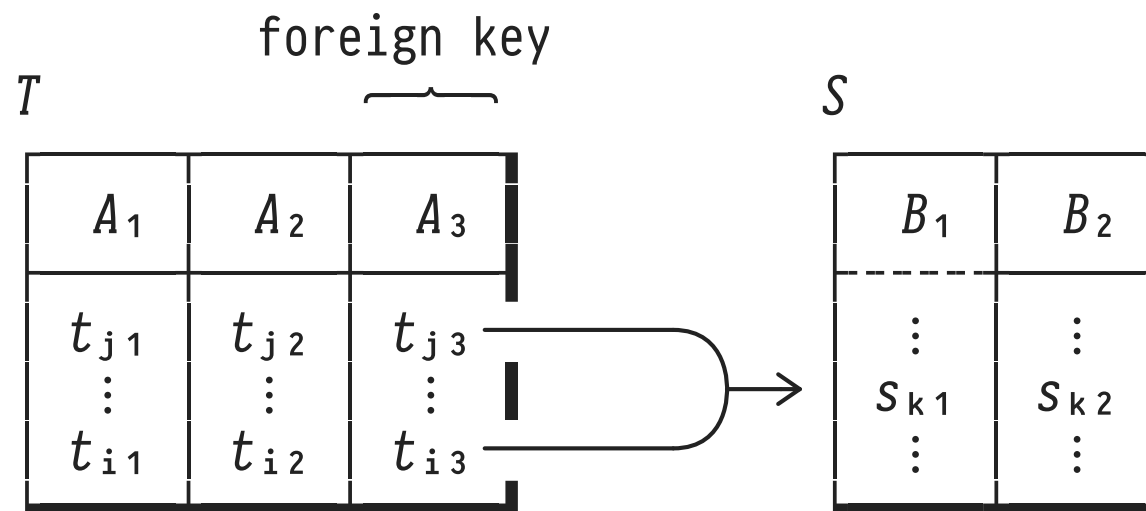 foreign key
T S
A1 A2 A3 B1 B2
tj1 tj2 tj3 ⋮ ⋮
⋮ ⋮ ⋮ sk1 sk2
ti1 ti2 ti3 ⋮ ⋮